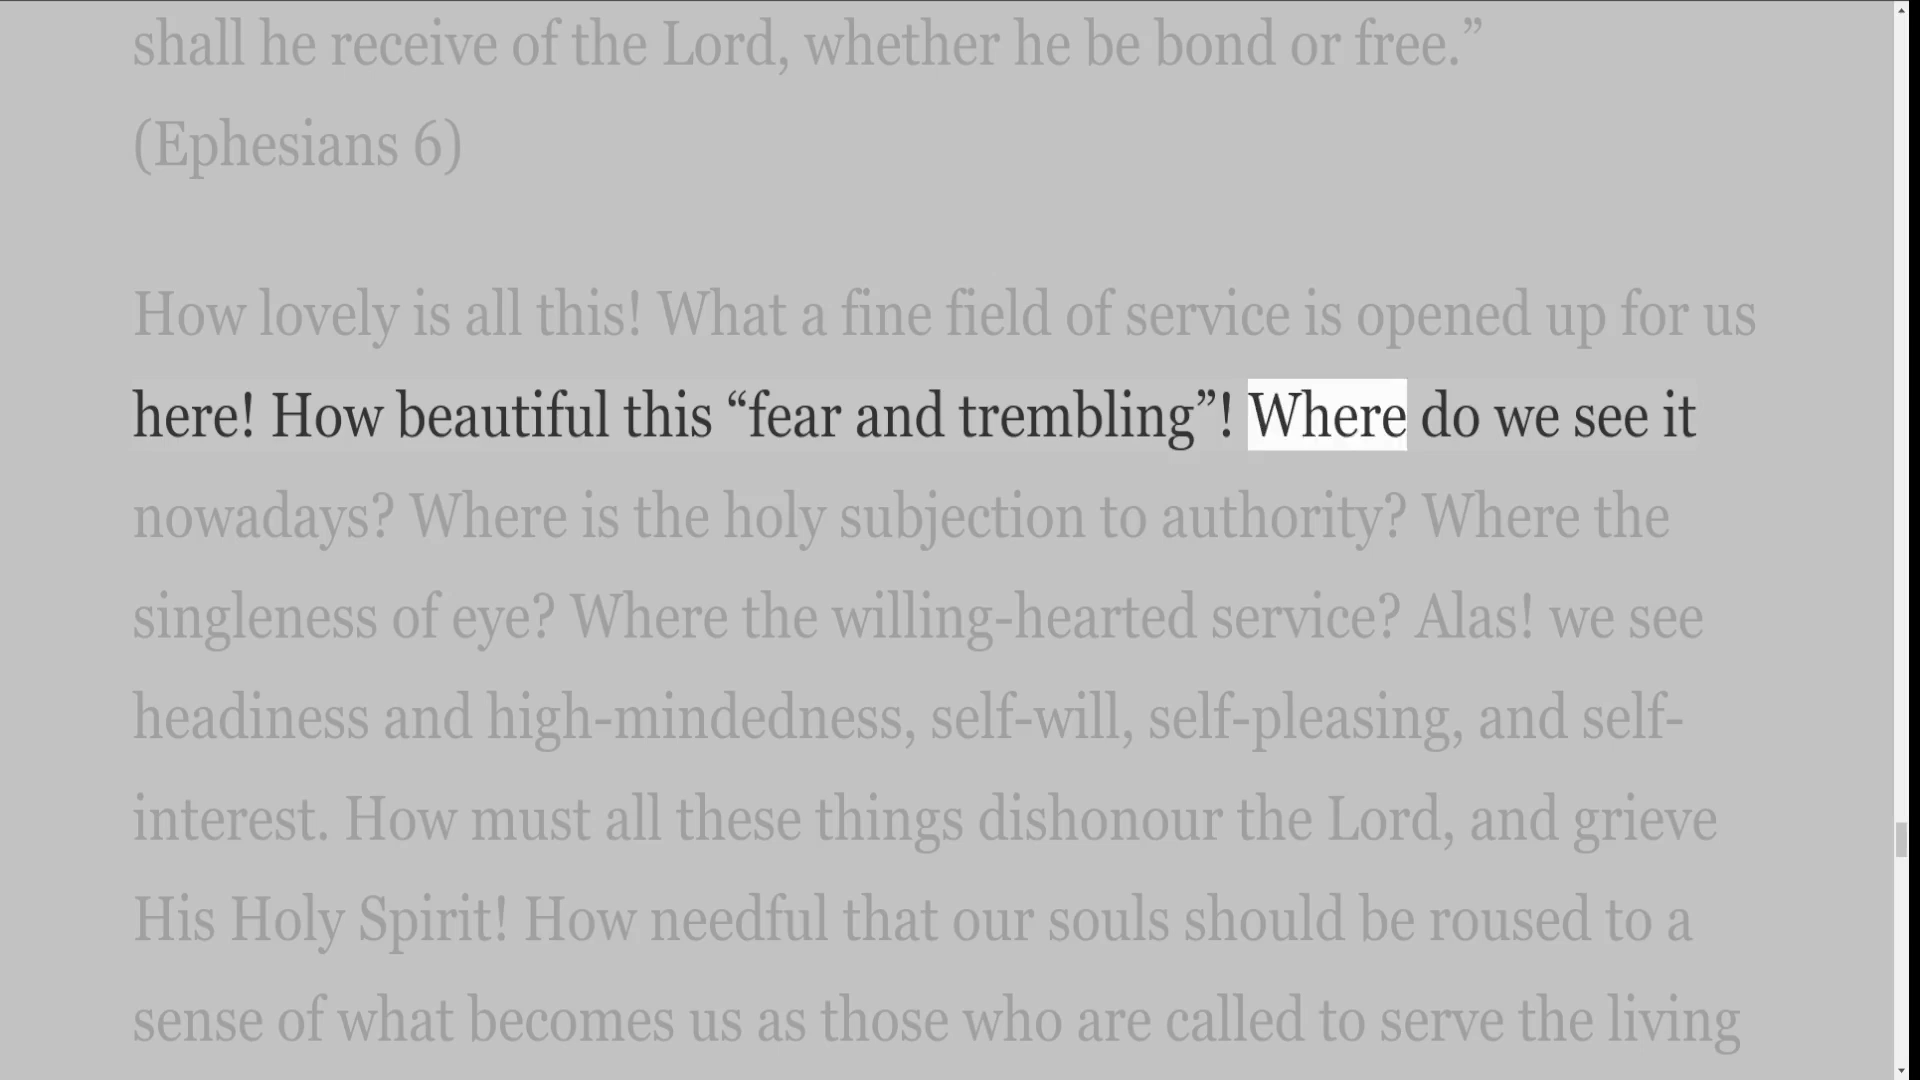 shall he receive of the Lord, whether he be bond or free.”
(Ephesians 6)
How lovely is all this! What a fine field of service is opened up for us
here! How beautiful this “fear and trembling”! Where do we see it
nowadays? Where is the holy subjection to authority? Where the
singleness of eye? Where the willing-hearted service? Alas! we see
headiness and high-mindedness, self-will, self-pleasing, and self-
interest. How must all these things dishonour the Lord, and grieve
His Holy Spirit! How needful that our souls should be roused to a
sense of what becomes us as those who are called to serve the living